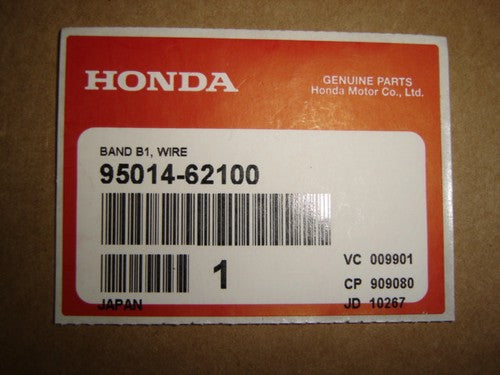 HONDA
GENUINE PARTS
Honda Motor Co., Ltd.
BAND B1, WIRE
95014-62100
1
VC 009901
CP 909080
JAPAN
JD 10267